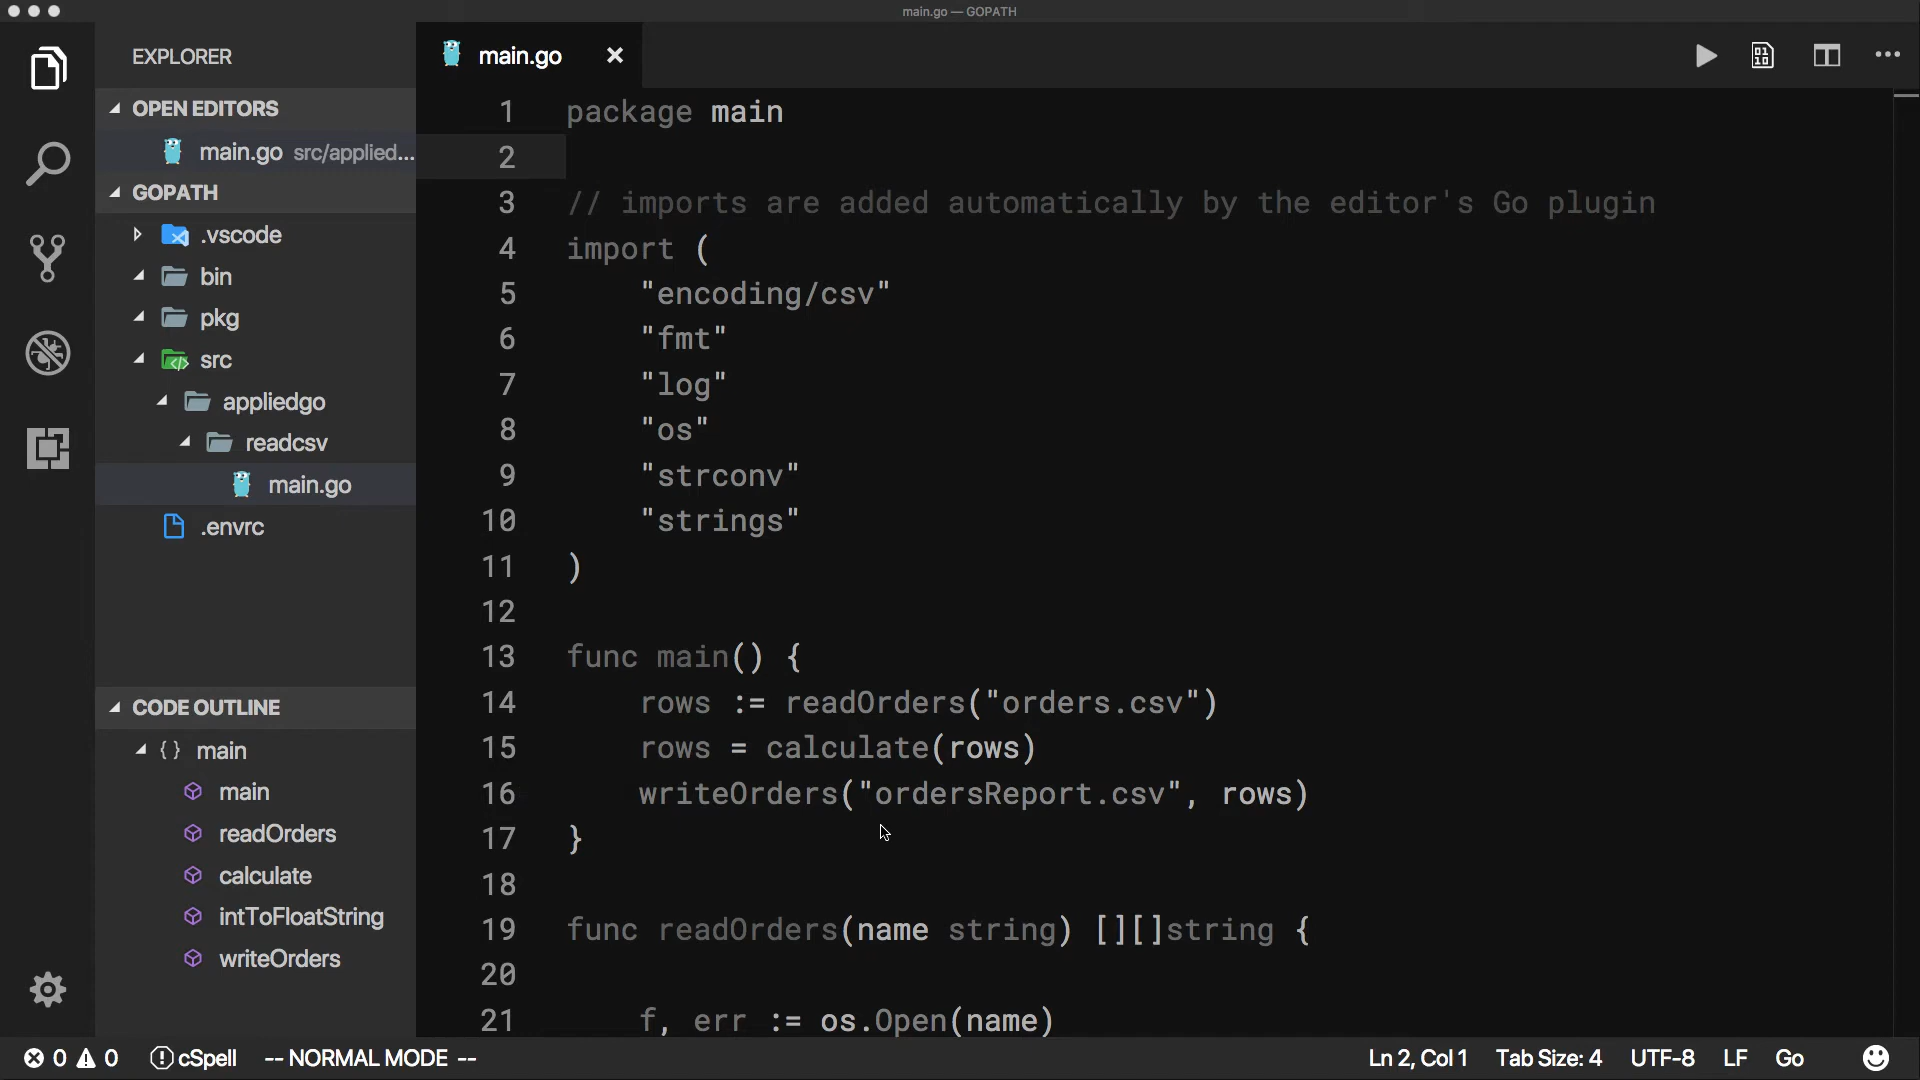 main.go — GOPATH
EXPLORER
OPEN EDITORS
main.go src/applied...
GOPATH
.vscode
bin
pkg
src
appliedgo
readcsv
main.go
.envrc
CODE OUTLINE
{ } main
main
readOrders
calculate
intToFloatString
writeOrders
main.go
1 package main
2
3 // imports are added automatically by the editor's Go plugin
4 import (
5 "encoding/csv"
6 "fmt"
7 "log"
8 "os"
9 "strconv"
10 "strings"
11 )
12
13 func main() {
14 rows := readOrders("orders.csv")
15 rows = calculate(rows)
16 writeOrders("ordersReport.csv", rows)
17 }
18
19 func readOrders(name string) [][]string {
20
21 f, err := os.Open(name)
0 0 cSpell -- NORMAL MODE -- Ln 2, Col 1 Tab Size: 4 UTF-8 LF Go